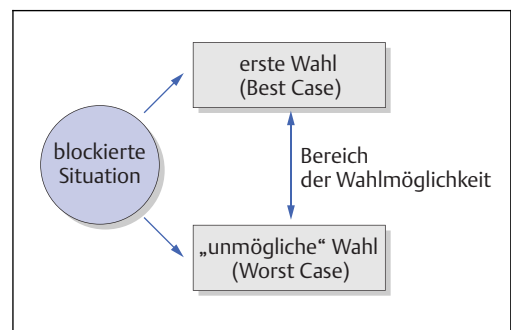 erste Wahl
(Best Case)
blockierte
Situation
Bereich
der Wahlmöglichkeit
„unmögliche“ Wahl
(Worst Case)